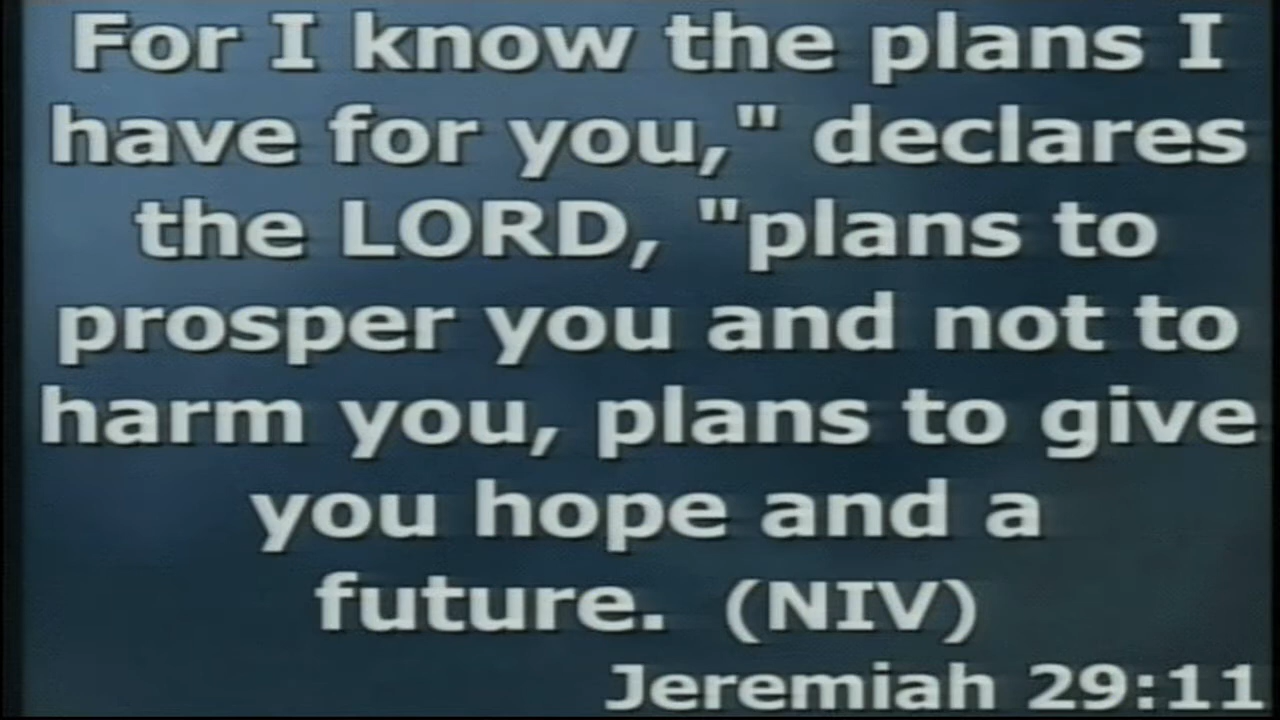 For I know the plans I
have for you," declares
the LORD, "plans to
prosper you and not to
harm you, plans to give
you hope and a
future. (NIV)
Jeremiah 29:11